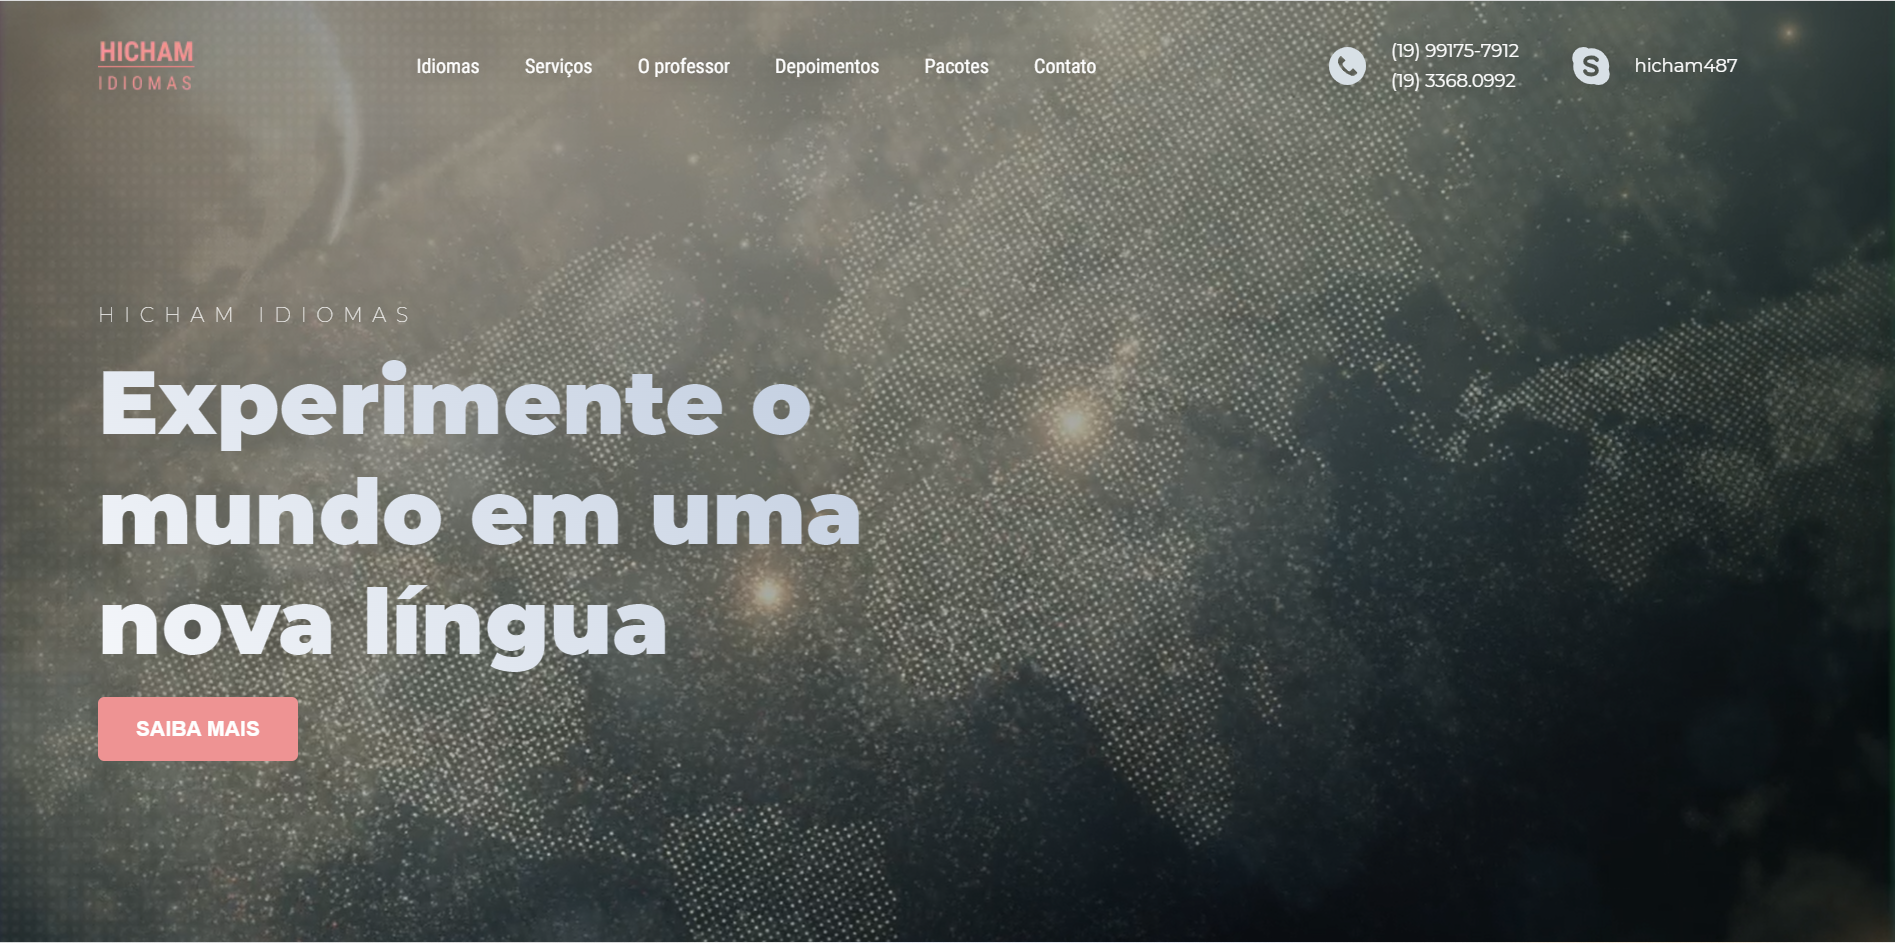 HICHAM
IDIOMAS
Idiomas
Serviços
O professor
Depoimentos
Pacotes
Contato
(19) 99175-7912
(19) 3368.0992
S
hicham487
HICHAM IDIOMAS
Experimente o
mundo em uma
nova língua
SAIBA MAIS